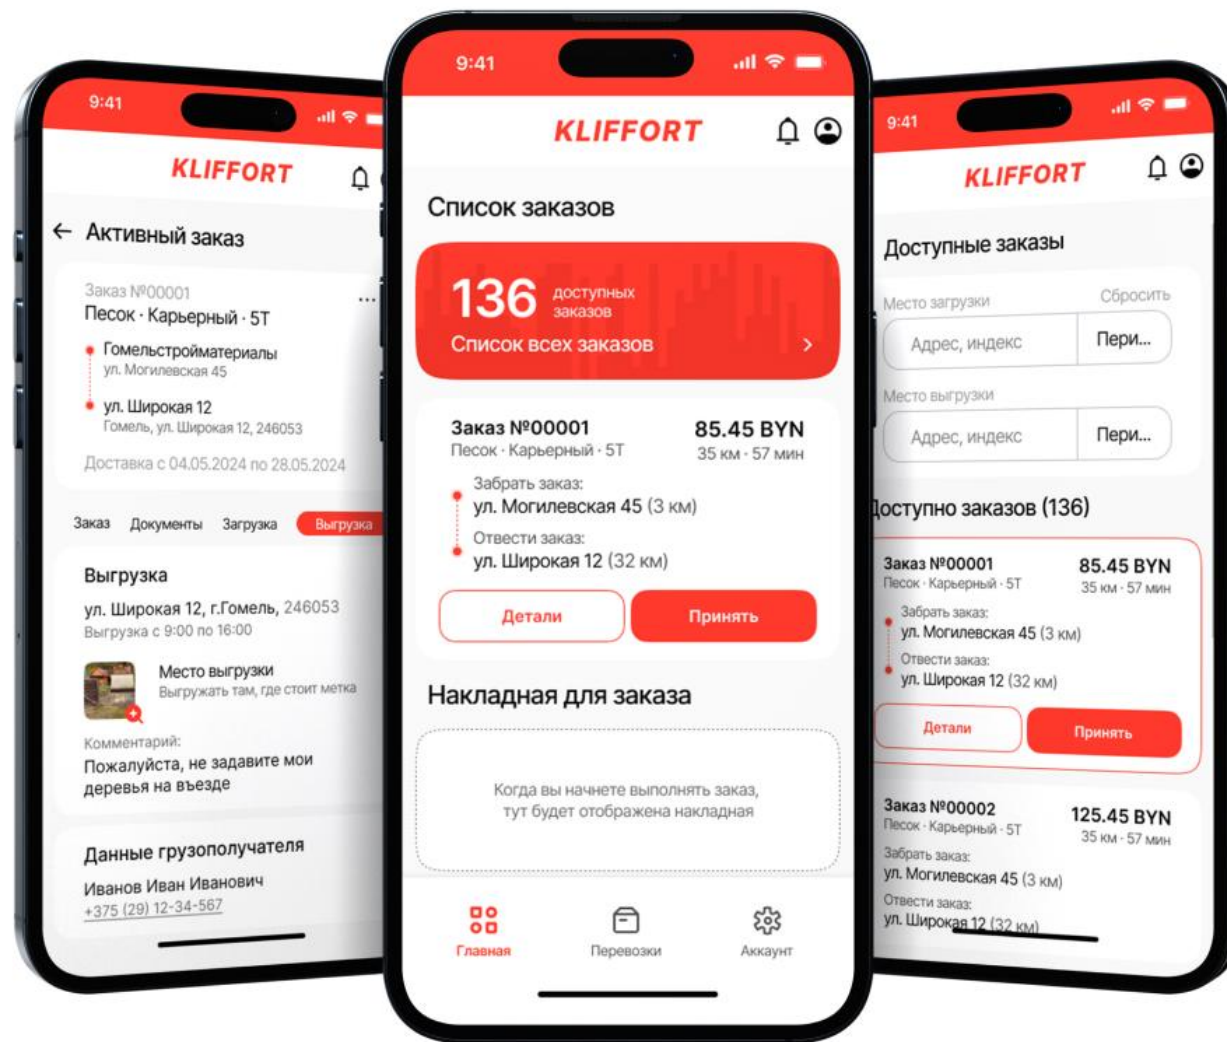 9:41
KLIFFORT
Активный заказ
Заказ №00001
...
Песок · Карьерный · 5Т
Гомельстройматериалы
ул. Могилевская 45
ул. Широкая 12
Гомель, ул. Широкая 12, 246053
Доставка с 04.05.2024 по 28.05.2024
Заказ Документы Загрузка Выгрузка
Выгрузка
ул. Широкая 12, г.Гомель, 246053
Выгрузка с 9:00 по 16:00
Место выгрузки
Выгружать там, где стоит метка
Комментарий:
Пожалуйста, не задавите мои
деревья на въезде
Данные грузополучателя
Иванов Иван Иванович
+375 (29) 12-34-567
9:41
KLIFFORT
Список заказов
136 доступных
заказов
Список всех заказов
Заказ №00001 85.45 BYN
Песок · Карьерный · 5Т 35 км · 57 мин
Забрать заказ:
ул. Могилевская 45 (3 км)
Отвести заказ:
ул. Широкая 12 (32 км)
Детали Принять
Накладная для заказа
Когда вы начнете выполнять заказ,
тут будет отображена накладная
Главная Перевозки Аккаунт
9:41
KLIFFORT
Доступные заказы
Место загрузки Сбросить
Адрес, индекс Пери...
Место выгрузки
Адрес, индекс Пери...
Доступно заказов (136)
Заказ №00001 85.45 BYN
Песок · Карьерный · 5Т 35 км · 57 мин
Забрать заказ:
ул. Могилевская 45 (3 км)
Отвести заказ:
ул. Широкая 12 (32 км)
Детали Принять
Заказ №00002 125.45 BYN
Песок · Карьерный · 5Т 35 км · 57 мин
Забрать заказ:
ул. Могилевская 45 (3 км)
Отвести заказ:
ул. Широкая 12 (32 км)